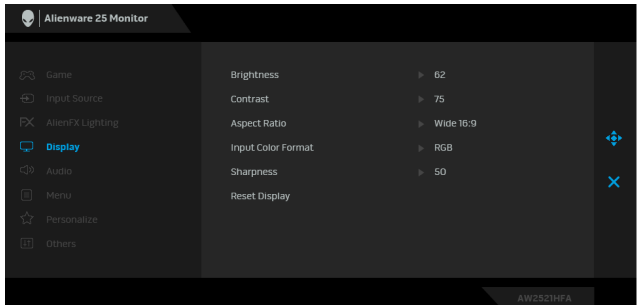 Alienware 25 Monitor
Game
Input Source
FX AlienFX Lighting
Display
Audio
Menu
Personalize
Others
Brightness 62
Contrast 75
Aspect Ratio Wide 16:9
Input Color Format RGB
Sharpness 50
Reset Display
AW2521HFA